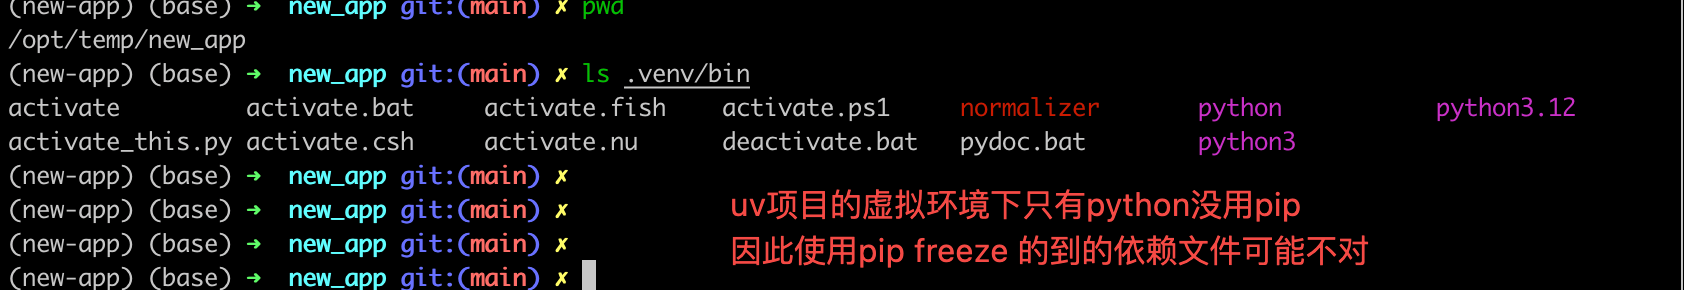 (new-app) (base) ➜ new_app git:(main) ✗ pwd
/opt/temp/new_app
(new-app) (base) ➜ new_app git:(main) ✗ ls .venv/bin
activate activate.bat activate.fish activate.ps1 normalizer python python3.12
activate_this.py activate.csh activate.nu deactivate.bat pydoc.bat python3
(new-app) (base) ➜ new_app git:(main) ✗
(new-app) (base) ➜ new_app git:(main) ✗
uv项目的虚拟环境下只有python没用pip
(new-app) (base) ➜ new_app git:(main) ✗
因此使用pip freeze 的到的依赖文件可能不对
(new-app) (base) ➜ new_app git:(main) ✗